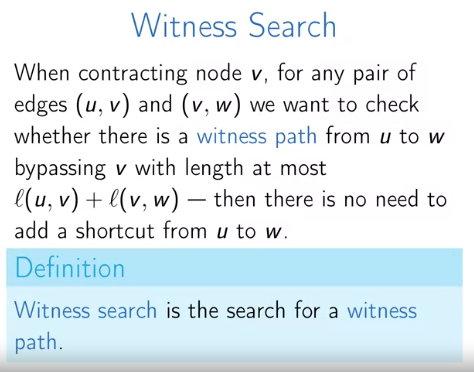 Witness Search
When contracting node v, for any pair of
edges (u, v) and (v, w) we want to check
whether there is a witness path from u to w
bypassing v with length at most
ℓ(u, v) + ℓ(v, w) — then there is no need to
add a shortcut from u to w.
Definition
Witness search is the search for a witness
path.